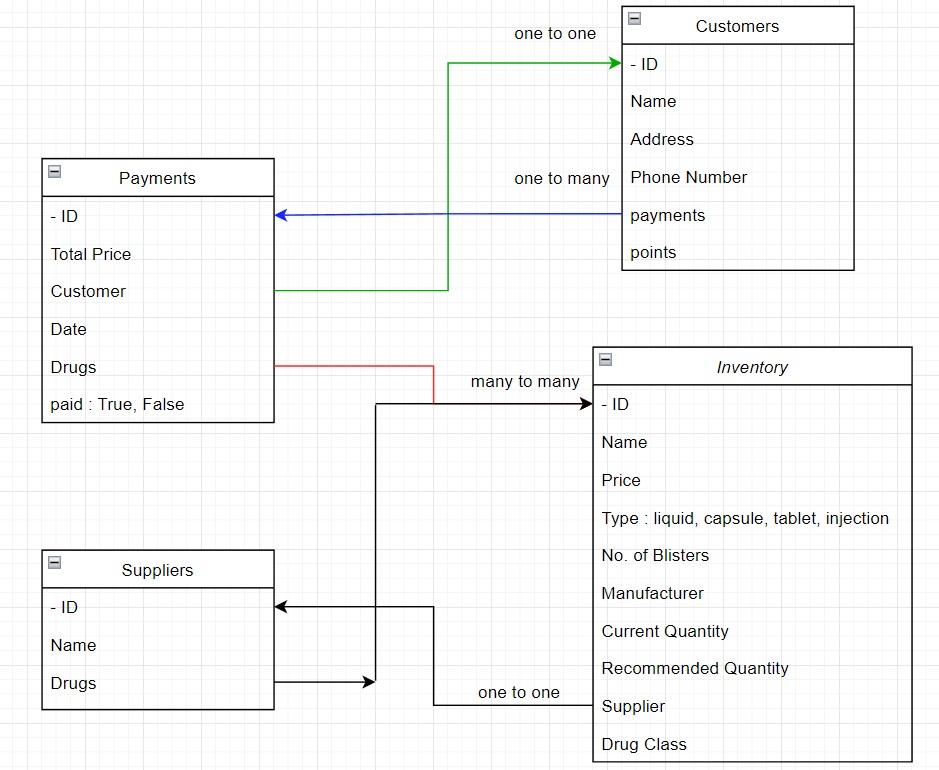 one to one
Customers
- ID
Name
Address
one to many
Phone Number
payments
points
Payments
- ID
Total Price
Customer
Date
Drugs
paid : True, False
many to many
Inventory
- ID
Name
Price
Type : liquid, capsule, tablet, injection
No. of Blisters
Manufacturer
Current Quantity
Recommended Quantity
Supplier
Drug Class
Suppliers
- ID
Name
Drugs
one to one